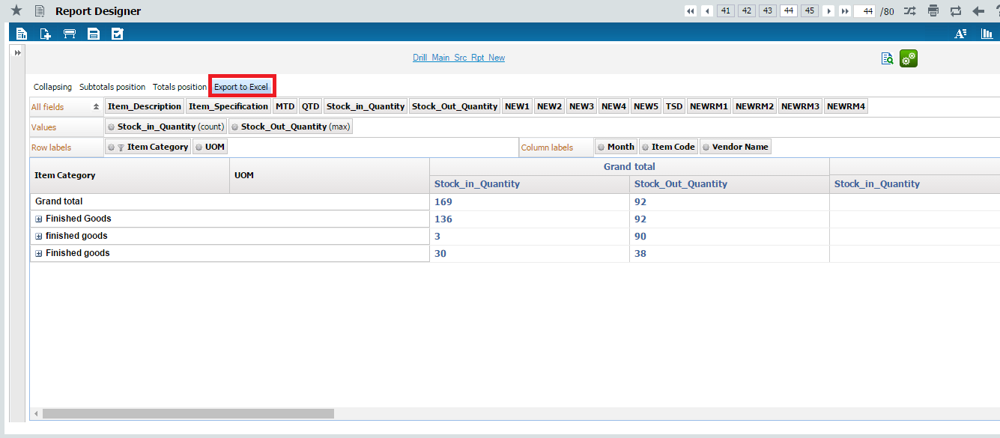 Report Designer 41 42 43 44 45 44 /80
Drill_Main_Src_Rpt_New
Collapsing Subtotals position Totals position Export to Excel
All fields Item_Description Item_Specification MTD QTD Stock_in_Quantity Stock_Out_Quantity NEW1 NEW2 NEW3 NEW4 NEW5 TSD NEWRM1 NEWRM2 NEWRM3 NEWRM4
Values Stock_in_Quantity (count) Stock_Out_Quantity (max)
Row labels Item Category UOM Column labels Month Item Code Vendor Name
Grand total
Item Category UOM
Stock_in_Quantity Stock_Out_Quantity Stock_in_Quantity
Grand total 169 92
Finished Goods 136 92
finished goods 3 90
Finished goods 30 38